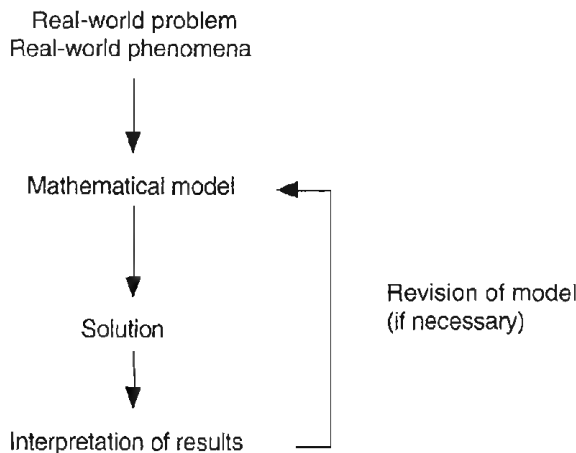 Real-world problem
Real-world phenomena
Mathematical model
Revision of model
(if necessary)
Solution
Interpretation of results